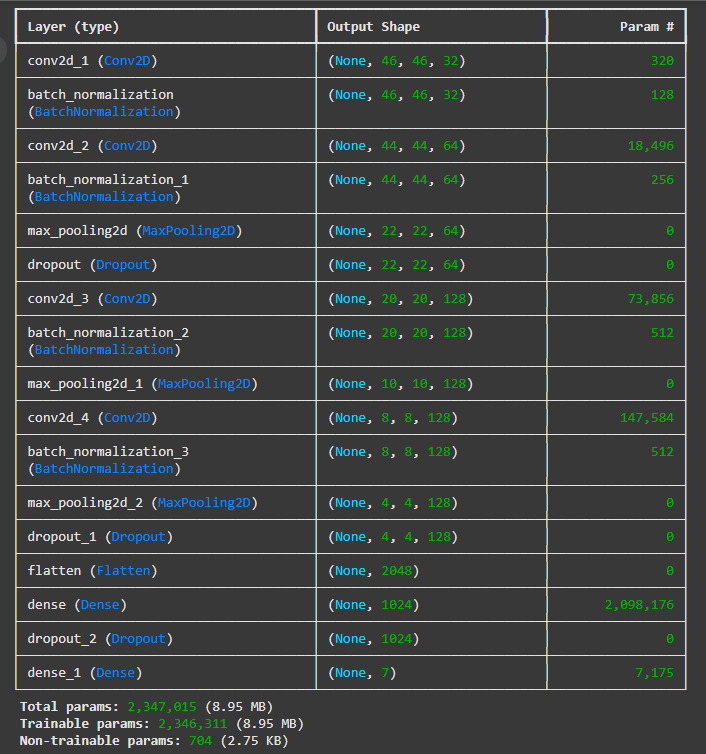 Layer (type) Output Shape Param #
conv2d_1 (Conv2D) (None, 46, 46, 32) 320
batch_normalization (None, 46, 46, 32) 128
(BatchNormalization)
conv2d_2 (Conv2D) (None, 44, 44, 64) 18,496
batch_normalization_1 (None, 44, 44, 64) 256
(BatchNormalization)
max_pooling2d (MaxPooling2D) (None, 22, 22, 64) 0
dropout (Dropout) (None, 22, 22, 64) 0
conv2d_3 (Conv2D) (None, 20, 20, 128) 73,856
batch_normalization_2 (None, 20, 20, 128) 512
(BatchNormalization)
max_pooling2d_1 (MaxPooling2D) (None, 10, 10, 128) 0
conv2d_4 (Conv2D) (None, 8, 8, 128) 147,584
batch_normalization_3 (None, 8, 8, 128) 512
(BatchNormalization)
max_pooling2d_2 (MaxPooling2D) (None, 4, 4, 128) 0
dropout_1 (Dropout) (None, 4, 4, 128) 0
flatten (Flatten) (None, 2048) 0
dense (Dense) (None, 1024) 2,098,176
dropout_2 (Dropout) (None, 1024) 0
dense_1 (Dense) (None, 7) 7,175
Total params: 2,347,015 (8.95 MB)
Trainable params: 2,346,311 (8.95 MB)
Non-trainable params: 704 (2.75 KB)